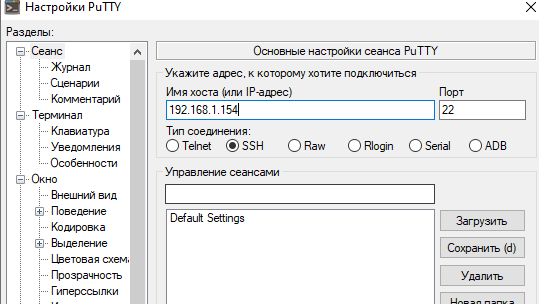 Настройки PuTTY
Разделы:
Сеанс
Журнал
Сценарии
Комментарий
Терминал
Клавиатура
Уведомления
Особенности
Окно
Внешний вид
Поведение
Кодировка
Выделение
Цветовая схема
Прозрачность
Гиперссылки
Основные настройки сеанса PuTTY
Укажите адрес, к которому хотите подключиться
Имя хоста (или IP-адрес) Порт
192.168.1.154 22
Тип соединения:
Telnet SSH Raw Rlogin Serial ADB
Управление сеансами
Default Settings
Загрузить
Сохранить (d)
Удалить
Новая папка